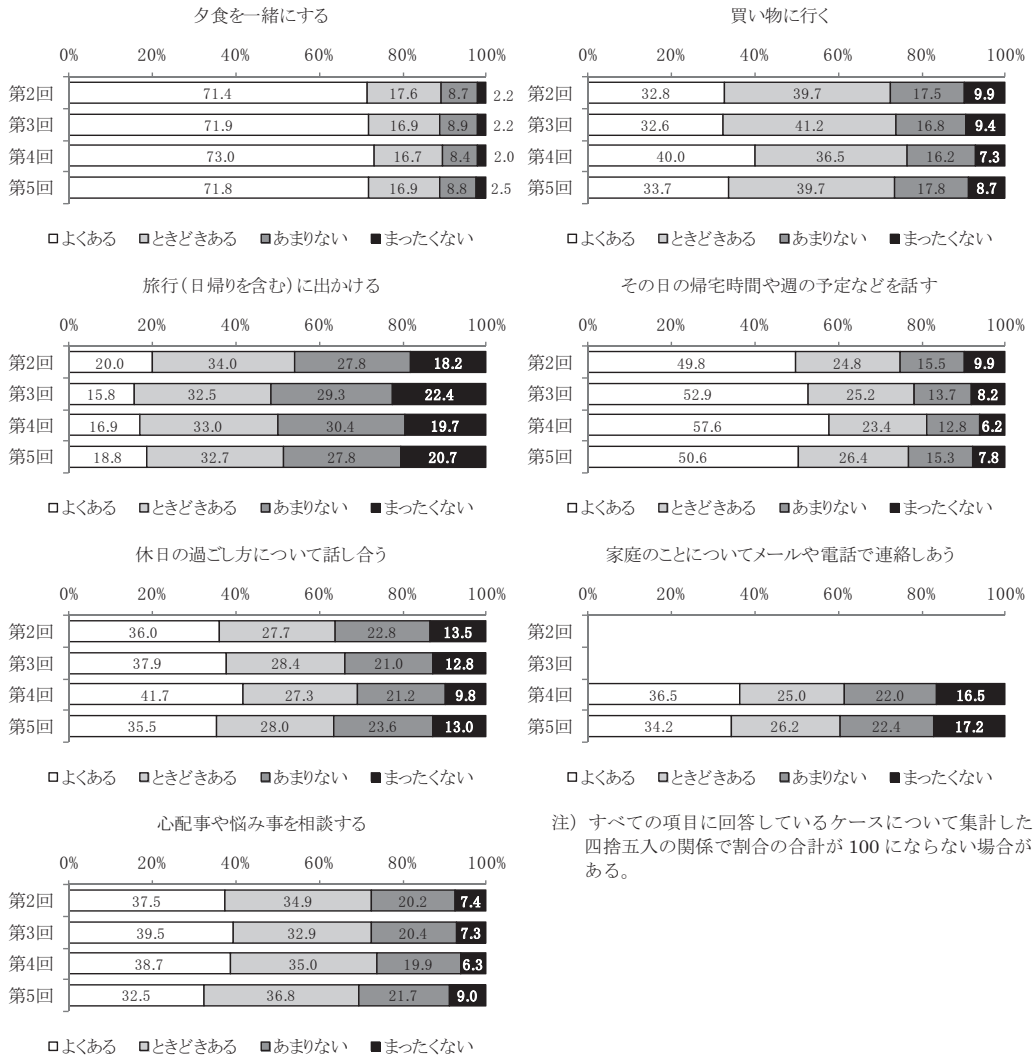 夕食を一緒にする
0% 20% 40% 60% 80% 100%
第2回 71.4 17.6 8.7 2.2
第3回 71.9 16.9 8.9 2.2
第4回 73.0 16.7 8.4 2.0
第5回 71.8 16.9 8.8 2.5
□よくある ■ときどきある ■あまりない ■まったくない
買い物に行く
0% 20% 40% 60% 80% 100%
第2回 32.8 39.7 17.5 9.9
第3回 32.6 41.2 16.8 9.4
第4回 40.0 36.5 16.2 7.3
第5回 33.7 39.7 17.8 8.7
□よくある ■ときどきある ■あまりない ■まったくない
旅行(日帰りを含む)に出かける
0% 20% 40% 60% 80% 100%
第2回 20.0 34.0 27.8 18.2
第3回 15.8 32.5 29.3 22.4
第4回 16.9 33.0 30.4 19.7
第5回 18.8 32.7 27.8 20.7
□よくある ■ときどきある ■あまりない ■まったくない
その日の帰宅時間や週の予定などを話す
0% 20% 40% 60% 80% 100%
第2回 49.8 24.8 15.5 9.9
第3回 52.9 25.2 13.7 8.2
第4回 57.6 23.4 12.8 6.2
第5回 50.6 26.4 15.3 7.8
□よくある ■ときどきある ■あまりない ■まったくない
休日の過ごし方について話し合う
0% 20% 40% 60% 80% 100%
第2回 36.0 27.7 22.8 13.5
第3回 37.9 28.4 21.0 12.8
第4回 41.7 27.3 21.2 9.8
第5回 35.5 28.0 23.6 13.0
□よくある ■ときどきある ■あまりない ■まったくない
家庭のことについてメールや電話で連絡しあう
0% 20% 40% 60% 80% 100%
第2回
第3回
第4回 36.5 25.0 22.0 16.5
第5回 34.2 26.2 22.4 17.2
□よくある ■ときどきある ■あまりない ■まったくない
心配事や悩み事を相談する
0% 20% 40% 60% 80% 100%
第2回 37.5 34.9 20.2 7.4
第3回 39.5 32.9 20.4 7.3
第4回 38.7 35.0 19.9 6.3
第5回 32.5 36.8 21.7 9.0
□よくある ■ときどきある ■あまりない ■まったくない
注)すべての項目に回答しているケースについて集計した
四捨五入の関係で割合の合計が 100 にならない場合が
ある。